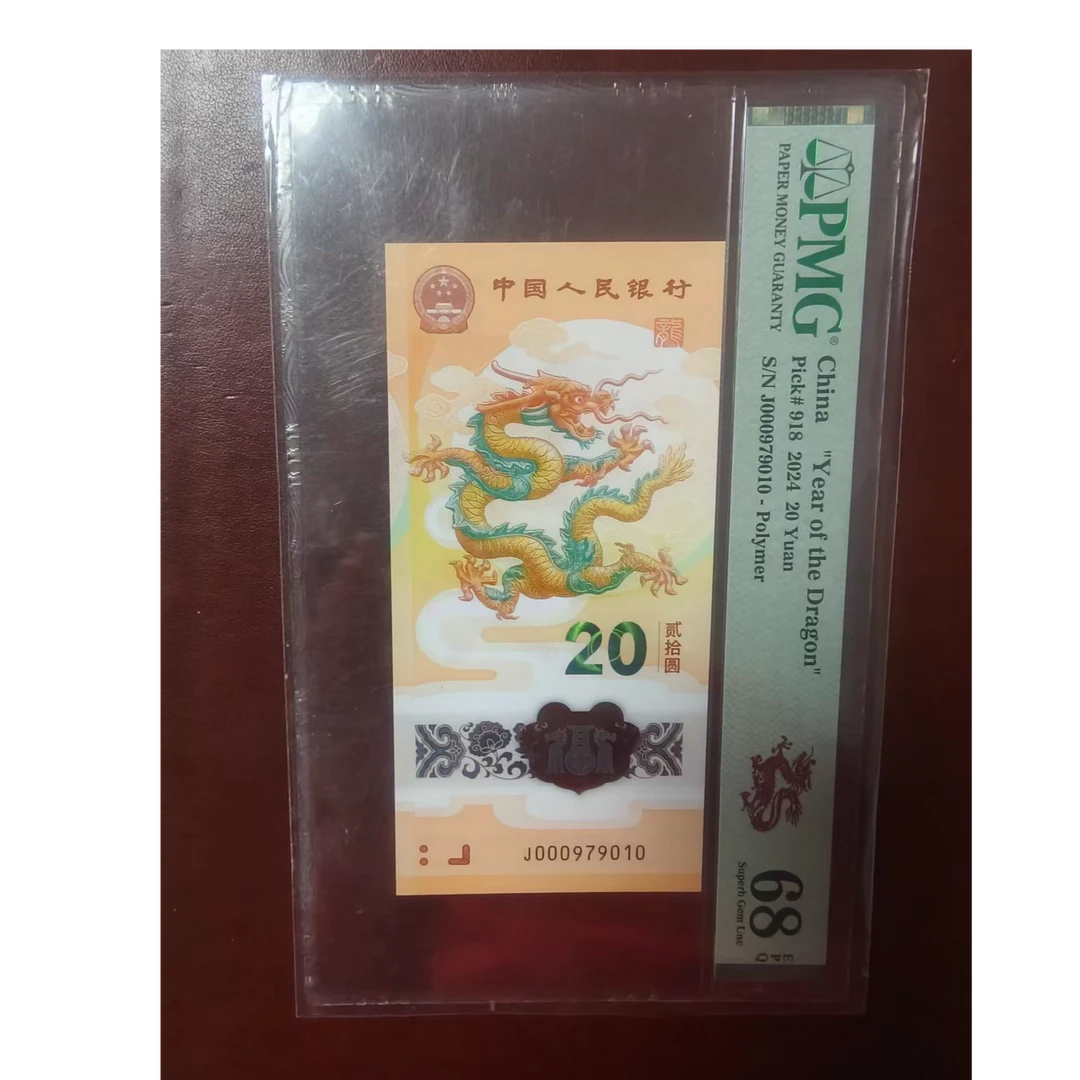 中国人民银行
龍
20
贰拾圆
J000979010
PMG®
PAPER MONEY GUARANTY
China "Year of the Dragon"
Pick# 918 2024 20 Yuan
S/N J000979010 - Polymer
68 EPQ
Superb Gem Unc